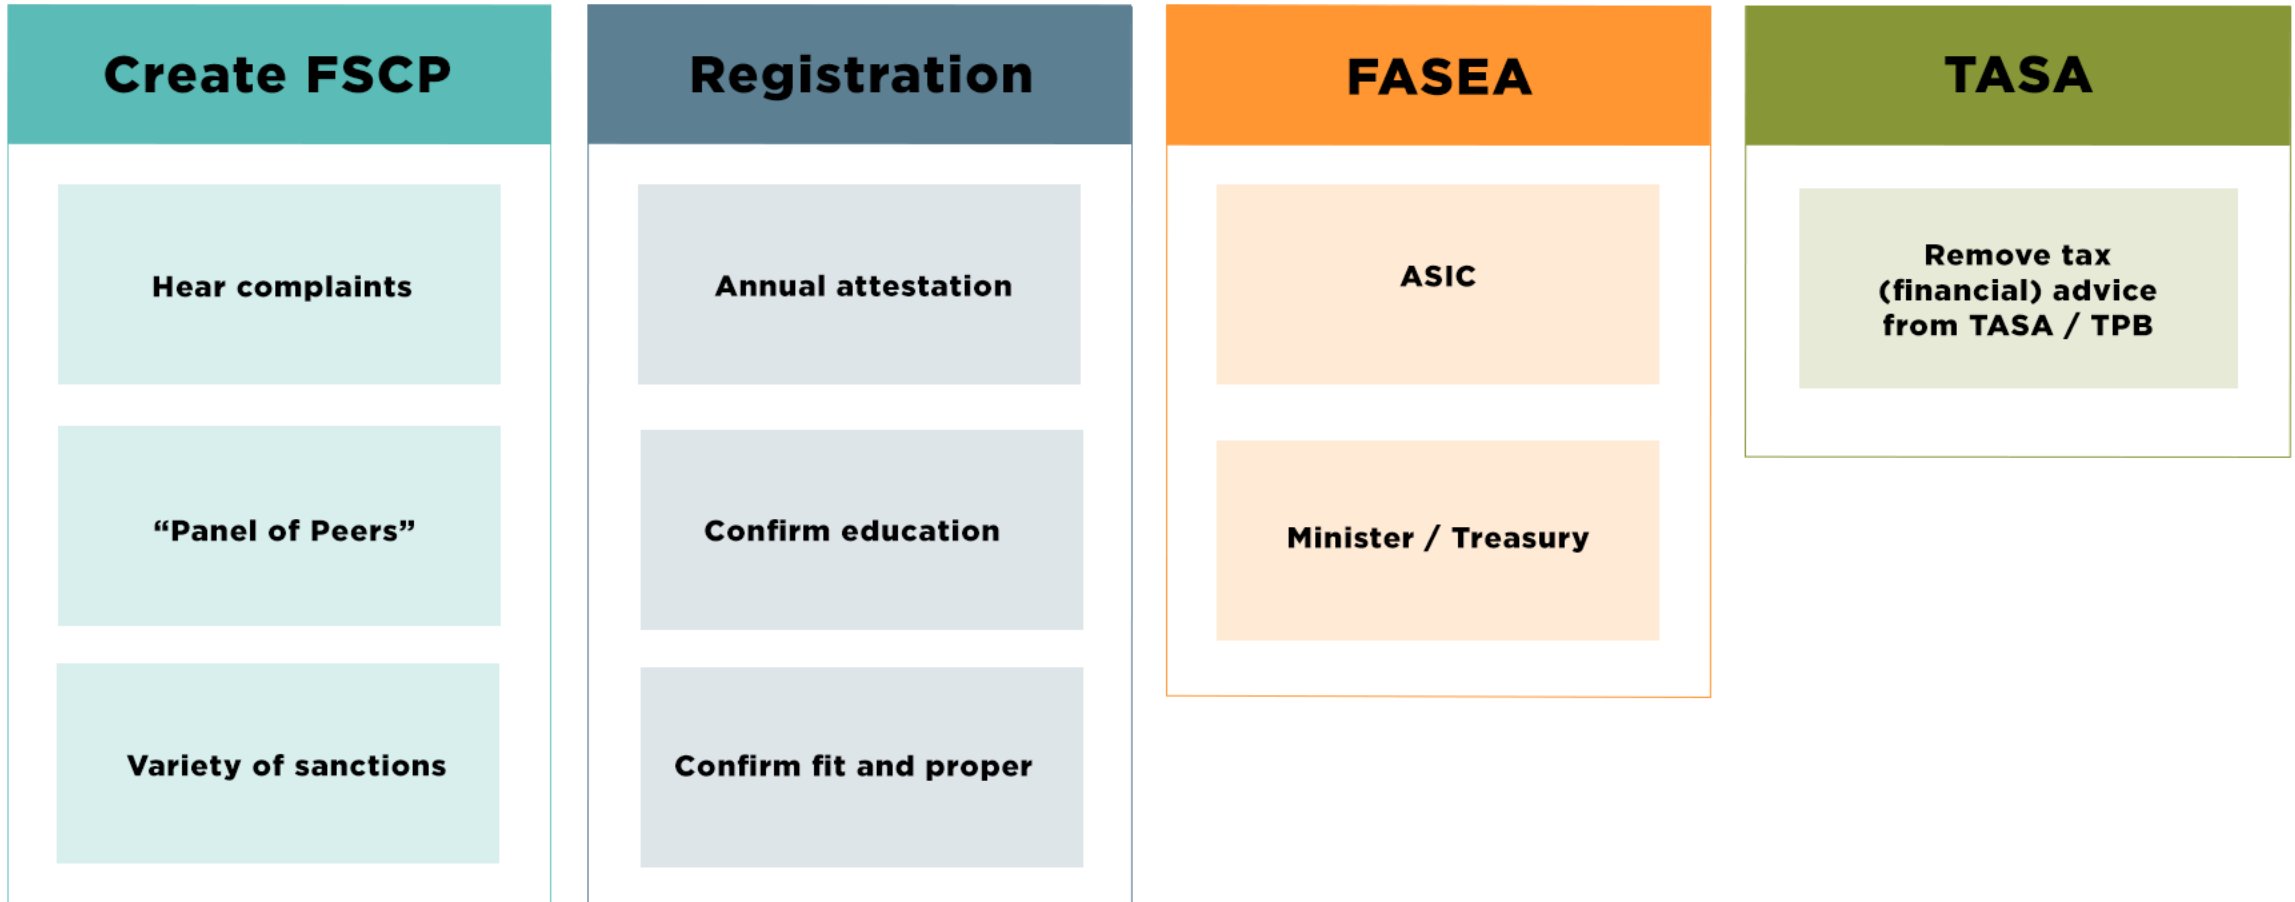 Create FSCP
Hear complaints
“Panel of Peers”
Variety of sanctions
Registration
Annual attestation
Confirm education
Confirm fit and proper
FASEA
ASIC
Minister / Treasury
TASA
Remove tax
(financial) advice
from TASA / TPB